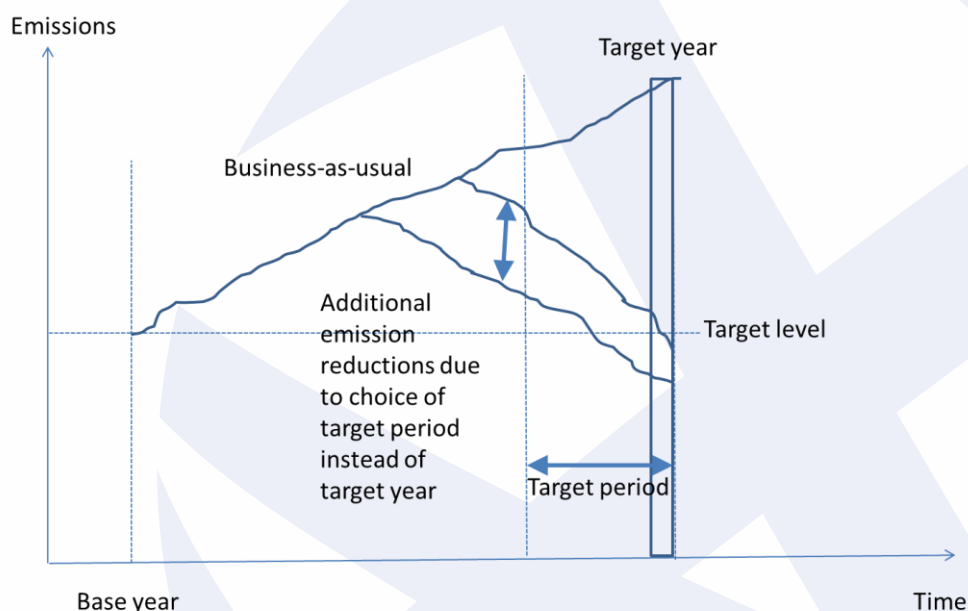 Emissions
Target year
Business-as-usual
Additional
emission
reductions due
to choice of
target period
instead of
target year
Target level
Target period
Base year
Time